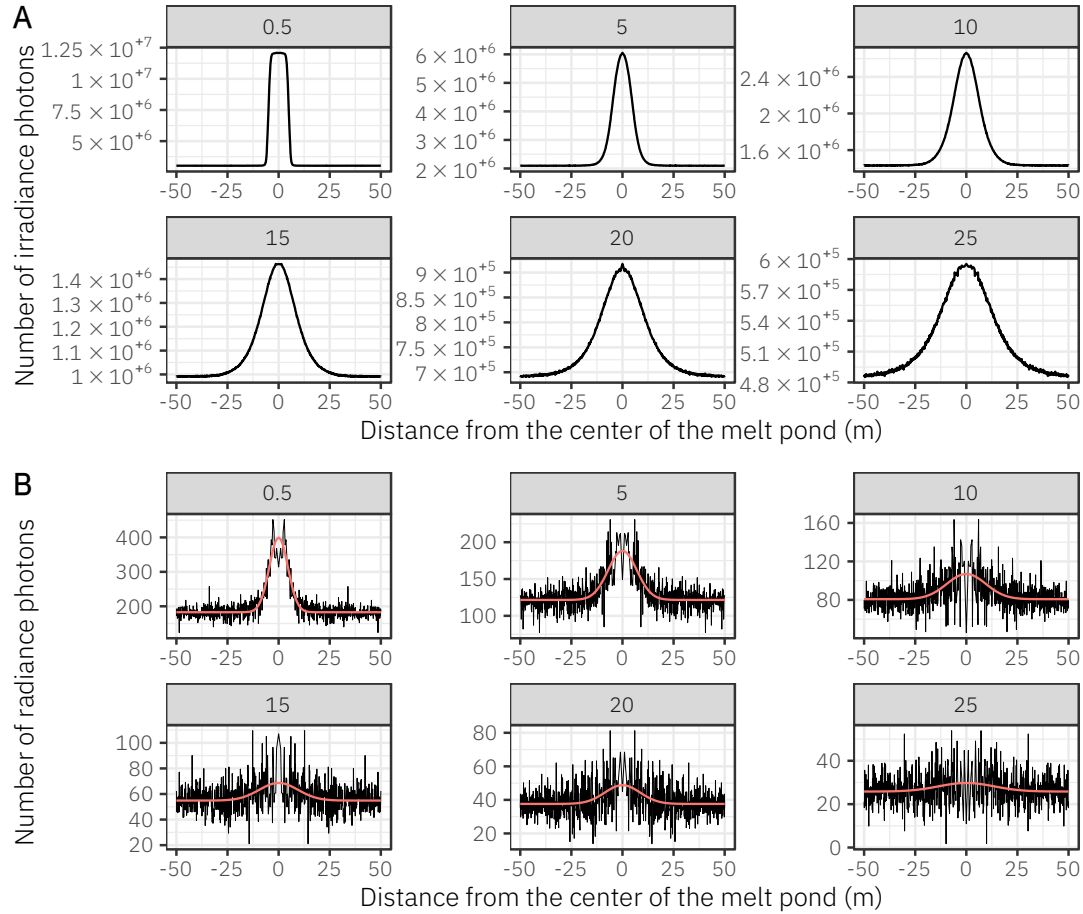 A
Number of irradiance photons
0.5 5 10
1.25 × 10⁺⁷
1 × 10⁺⁷
7.5 × 10⁺⁶
5 × 10⁺⁶
6 × 10⁺⁶
5 × 10⁺⁶
4 × 10⁺⁶
3 × 10⁺⁶
2 × 10⁺⁶
2.4 × 10⁺⁶
2 × 10⁺⁶
1.6 × 10⁺⁶
-50 -25 0 25 50 -50 -25 0 25 50 -50 -25 0 25 50
15 20 25
1.4 × 10⁺⁶
1.3 × 10⁺⁶
1.2 × 10⁺⁶
1.1 × 10⁺⁶
1 × 10⁺⁶
9 × 10⁺⁵
8.5 × 10⁺⁵
8 × 10⁺⁵
7.5 × 10⁺⁵
7 × 10⁺⁵
6 × 10⁺⁵
5.7 × 10⁺⁵
5.4 × 10⁺⁵
5.1 × 10⁺⁵
4.8 × 10⁺⁵
-50 -25 0 25 50 -50 -25 0 25 50 -50 -25 0 25 50
Distance from the center of the melt pond (m)
B
Number of radiance photons
0.5 5 10
400
300
200
200
150
100
160
120
80
-50 -25 0 25 50 -50 -25 0 25 50 -50 -25 0 25 50
15 20 25
100
80
60
40
20
80
60
40
20
40
20
0
-50 -25 0 25 50 -50 -25 0 25 50 -50 -25 0 25 50
Distance from the center of the melt pond (m)